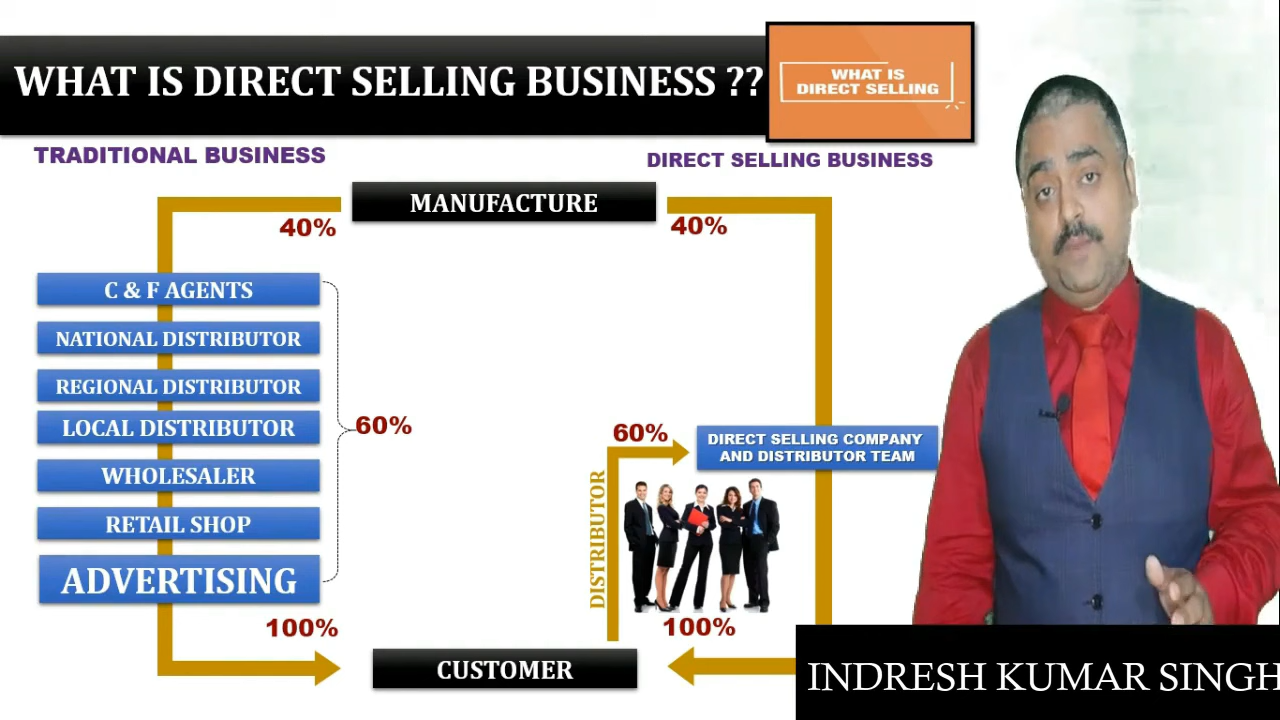 WHAT IS DIRECT SELLING BUSINESS ??
WHAT IS
DIRECT SELLING
TRADITIONAL BUSINESS
DIRECT SELLING BUSINESS
MANUFACTURE
40%
40%
C & F AGENTS
NATIONAL DISTRIBUTOR
REGIONAL DISTRIBUTOR
LOCAL DISTRIBUTOR
WHOLESALER
RETAIL SHOP
ADVERTISING
60%
60%
DIRECT SELLING COMPANY
AND DISTRIBUTOR TEAM
DISTRIBUTOR
100%
100%
CUSTOMER
INDRESH KUMAR SINGH